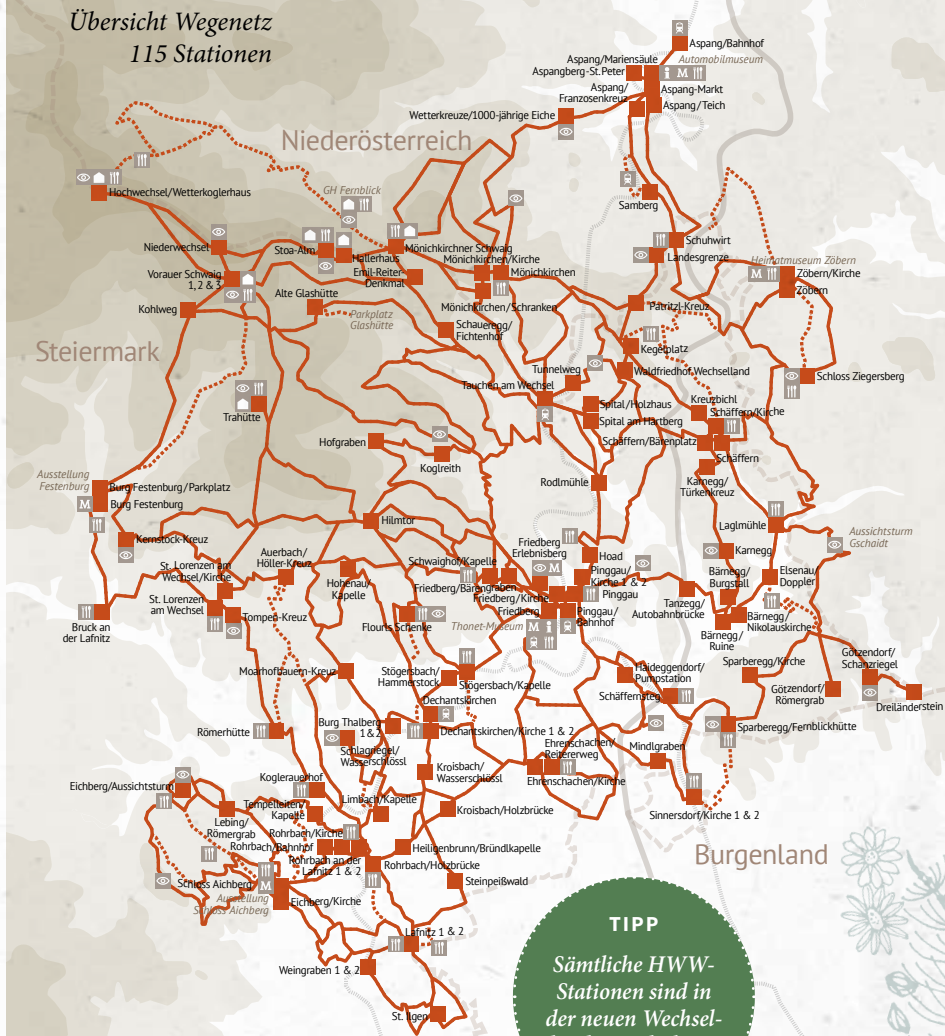 Übersicht Wegenetz
115 Stationen
Aspang/Bahnhof
Aspang/Mariensäule
Automobilmuseum
Aspangberg-St.Peter
Aspang/
Franzosenkreuz
Aspang-Markt
Aspang/Teich
Wetterkreuze/1000-jährige Eiche
Niederösterreich
Samberg
GH Fernblick
Hochwechsel/Wetterkoglerhaus
Schuhwirt
Landesgrenze
Niederwechsel
Stoa-Alm
Hallerhaus
Mönichkirchner Schwaig
Mönichkirchen/Kirche
Mönichkirchen
Emil-Reiter-
Denkmal
Heimatmuseum Zöbern
Zöbern/Kirche
Zöbern
Vorauer Schwaig
1,2 & 3
Alte Glashütte
Mönichkirchen/Schranken
Parritzl-Kreuz
Kohlweg
Parkplatz
Glashütte
Schaueregg/
Fichtenhof
Steiermark
Kegelplatz
Tunnelweg
Waldfriedhof Wechselland
Schloss Ziegersberg
Tauchen am Wechsel
Trahütte
Spital/Holzhaus
Spital am Hartberg
Kreuzbichl
Schäffern/Kirche
Schäffern/Bärenplatz
Schäffern
Hofgraben
Koglreith
Karnegg/
Türkenkreuz
Rodlmühle
Ausstellung
Festenburg
Burg Festenburg/Parkplatz
Burg Festenburg
Hilmtor
Laglmühle
Aussichtsturm
Gschaidt
Kernstock-Kreuz
St. Lorenzen am
Wechsel/Kirche
Auerbach/
Höller-Kreuz
Hohenau/
Kapelle
Schwaighof/Kapelle
Friedberg
Erlebnisberg
Hoad
Karnegg
Friedberg/Bärengraben
Friedberg/Kirche
Friedberg
Pinggau/
Kirche 1 & 2
Pinggau
Pinggau/
Bahnhof
Tanzegg/
Autobahnbrücke
Bärnegg/
Burgstall
Elsenau/
Doppler
Bärnegg/
Nikolauskirche
Bärnegg/
Ruine
St. Lorenzen
am Wechsel
Tompen-Kreuz
Bruck an
der Lafnitz
Flourls Schenke
Thonet-Museum
Moarhofbauern-Kreuz
Stögersbach/
Hammerstock
Stögersbach/Kapelle
Haideggendorf/
Pumpstation
Schäffernsteg
Sparberegg/Kirche
Götzendorf/
Schanzriegel
Götzendorf/
Römergrab
Dreiländerstein
Dechantskirchen
Dechantskirchen/Kirche 1 & 2
Römerhütte
Burg Thalberg
1 & 2
Schlagriegel/
Wasserschlössl
Sparberegg/Fernblickhütte
Ehrenschachen/
Reitererweg
Ehrenschachen/Kirche
Mindlgraben
Kroisbach/
Wasserschlössl
Eichberg/Aussichtsturm
Koglerauerhof
Lebing/
Römergrab
Tempelleiten/
Kapelle
Limbach/Kapelle
Kroisbach/Holzbrücke
Sinnersdorf/Kirche 1 & 2
Rohrbach/Kirche
Rohrbach/Bahnhof
Rohrbach an der
Lafnitz 1 & 2
Heiligenbrunn/Bründlkapelle
Rohrbach/Holzbrücke
Burgenland
Schloss Aichberg
Ausstellung
Schloss Aichberg
Eichberg/Kirche
Steinpeißwald
Lafnitz 1 & 2
Weingraben 1 & 2
St. Ilgen
TIPP
Sämtliche HWW-
Stationen sind in
der neuen Wechsel-